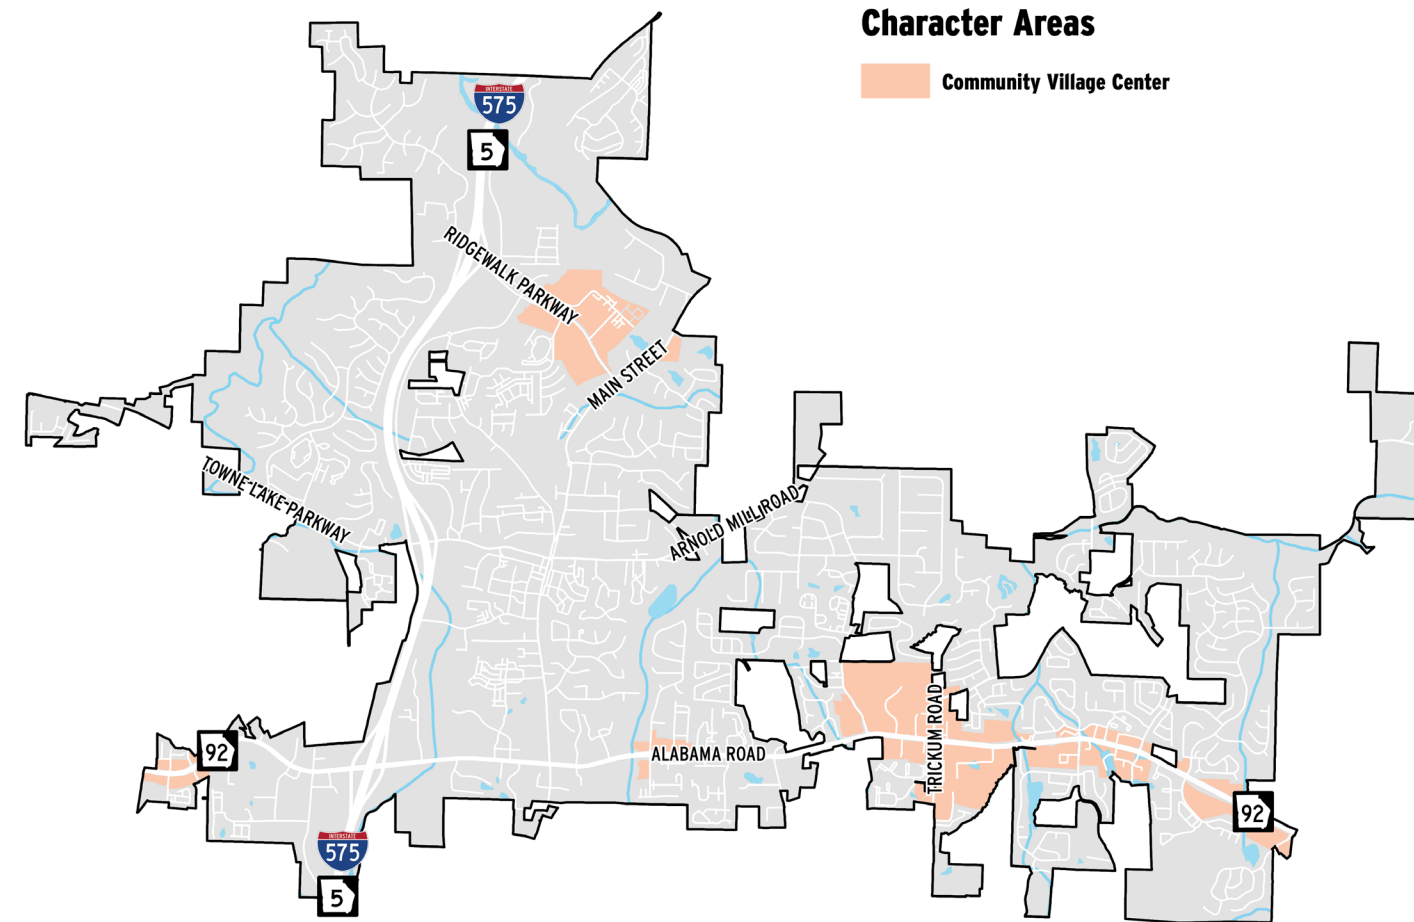 Character Areas
Community Village Center
INTERSTATE
575
5
RIDGEWALK PARKWAY
MAIN STREET
TOWNE LAKE PARKWAY
ARNOLD MILL ROAD
TRICKUM ROAD
92
ALABAMA ROAD
92
INTERSTATE
575
5